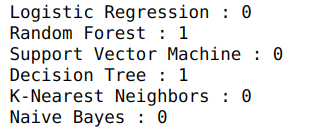 Logistic Regression : 0
Random Forest : 1
Support Vector Machine : 0
Decision Tree : 1
K-Nearest Neighbors : 0
Naive Bayes : 0